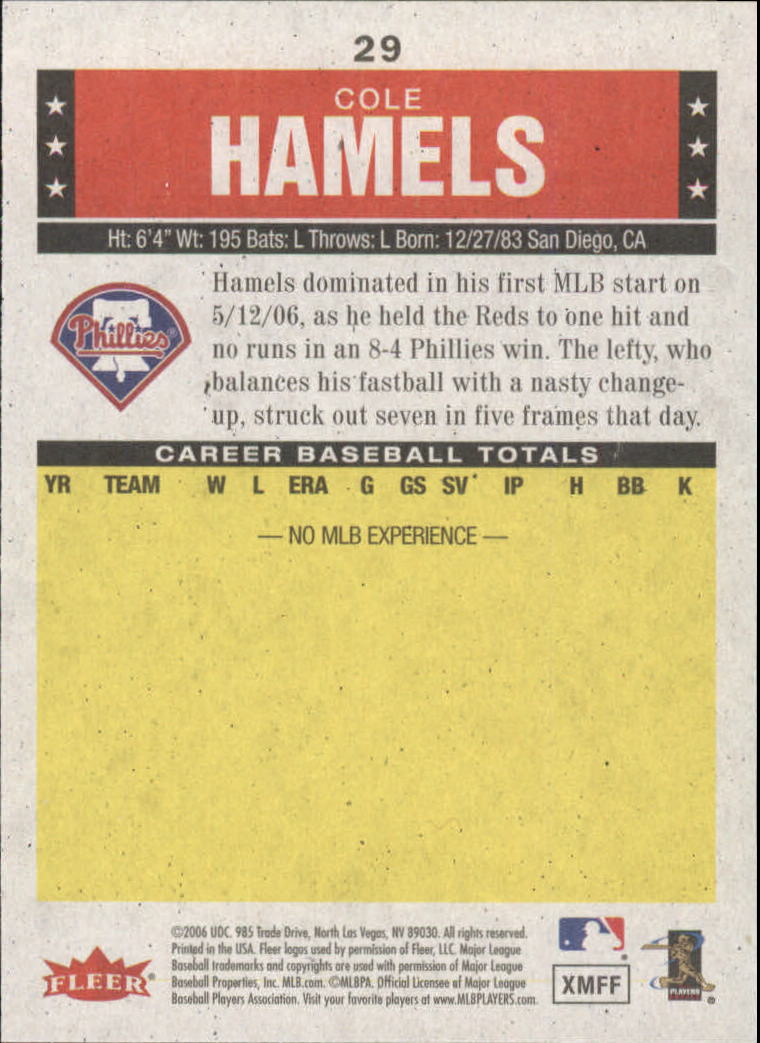 29
COLE
HAMELS
Ht: 6'4" Wt: 195 Bats: L Throws: L Born: 12/27/83 San Diego, CA
Phillies®
Hamels dominated in his first MLB start on
5/12/06, as he held the Reds to one hit and
no runs in an 8-4 Phillies win. The lefty, who
balances his fastball with a nasty change-
up, struck out seven in five frames that day.
CAREER BASEBALL TOTALS
YR TEAM W L ERA G GS SV IP H BB K
— NO MLB EXPERIENCE —
©2006 UDC. 985 Trade Drive, North Las Vegas, NV 89030. All rights reserved.
Printed in the USA. Fleer logos used by permission of Fleer, LLC. Major League
Baseball trademarks and copyrights are used with permission of Major League
Baseball Properties, Inc. MLB.com. ©MLBPA. Official Licensee of Major League
Baseball Players Association. Visit your favorite players at www.MLBPLAYERS.com.
FLEER®
XMFF
PLAYERS ®